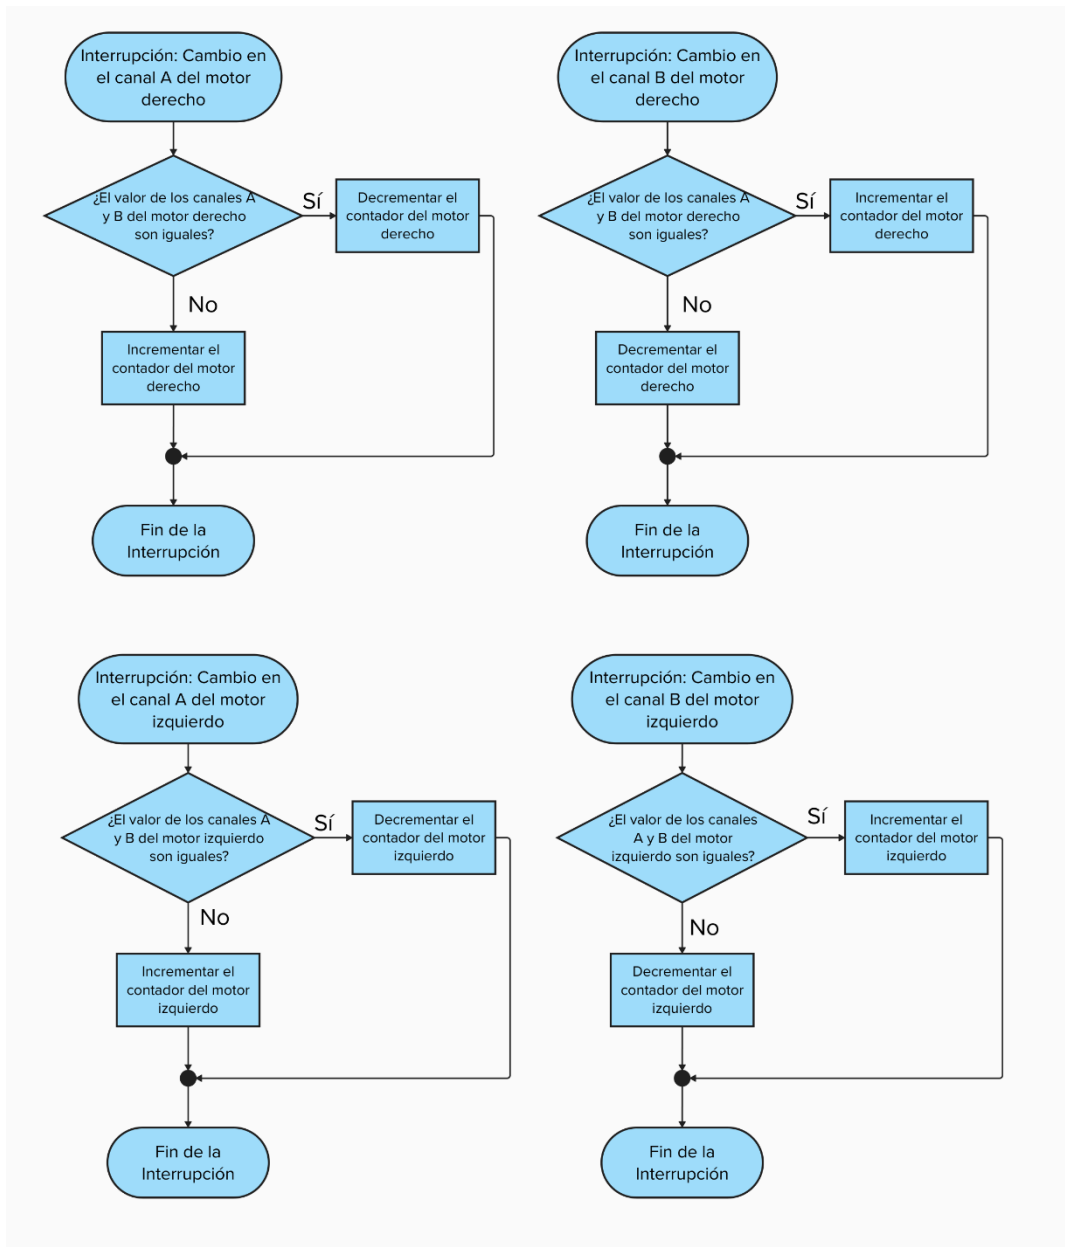 Interrupción: Cambio en
el canal A del motor
derecho
¿El valor de los canales A
y B del motor derecho
son iguales?
Sí
Decrementar el
contador del motor
derecho
No
Incrementar el
contador del motor
derecho
Fin de la
Interrupción
Interrupción: Cambio en
el canal B del motor
derecho
¿El valor de los canales A
y B del motor derecho
son iguales?
Sí
Incrementar el
contador del motor
derecho
No
Decrementar el
contador del motor
derecho
Fin de la
Interrupción
Interrupción: Cambio en
el canal A del motor
izquierdo
¿El valor de los canales A
y B del motor izquierdo
son iguales?
Sí
Decrementar el
contador del motor
izquierdo
No
Incrementar el
contador del motor
izquierdo
Fin de la
Interrupción
Interrupción: Cambio en
el canal B del motor
izquierdo
¿El valor de los canales
A y B del motor
izquierdo son iguales?
Sí
Incrementar el
contador del motor
izquierdo
No
Decrementar el
contador del motor
izquierdo
Fin de la
Interrupción